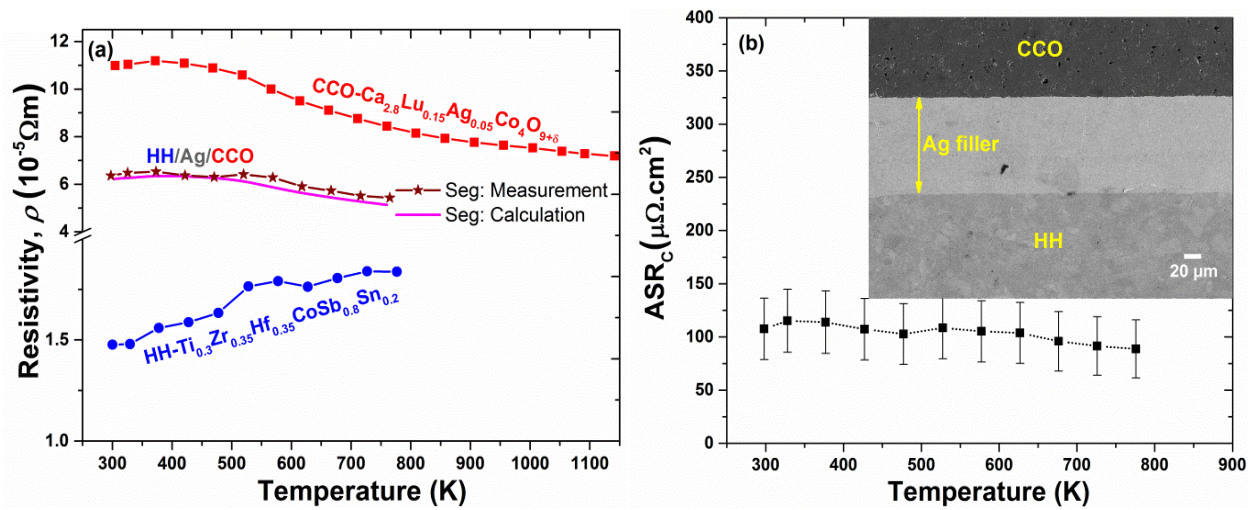 (a)
12
10
8
6
4
1.5
1.0
Resistivity, ρ (10⁻⁵Ωm)
CCO-Ca₂.₈Lu₀.₁₅Ag₀.₀₅Co₄O₉₊δ
HH/Ag/CCO
Seg: Measurement
Seg: Calculation
HH-Ti₀.₃Zr₀.₃₅Hf₀.₃₅CoSb₀.₈Sn₀.₂
300 400 500 600 700 800 900 1000 1100
Temperature (K)
(b)
400
350
300
250
200
150
100
50
0
ASR_C(µΩ.cm²)
CCO
Ag filler
HH
20 µm
300 400 500 600 700 800 900
Temperature (K)